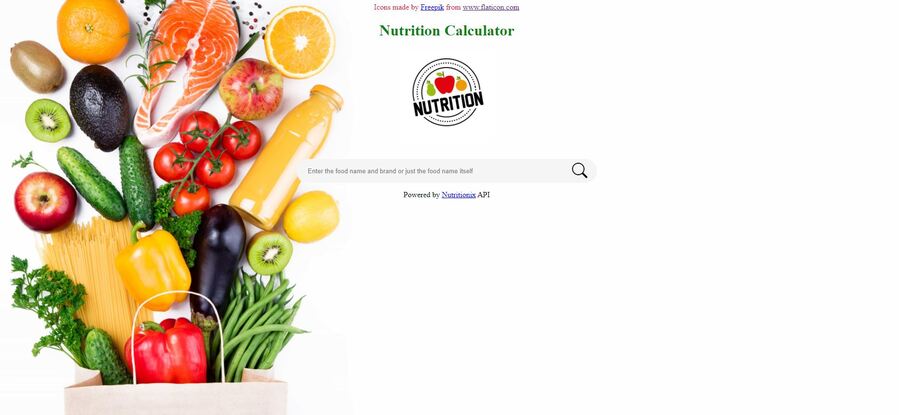 Icons made by Freepik from www.flaticon.com
Nutrition Calculator
NUTRITION
Enter the food name and brand or just the food name itself
Powered by Nutritionix API